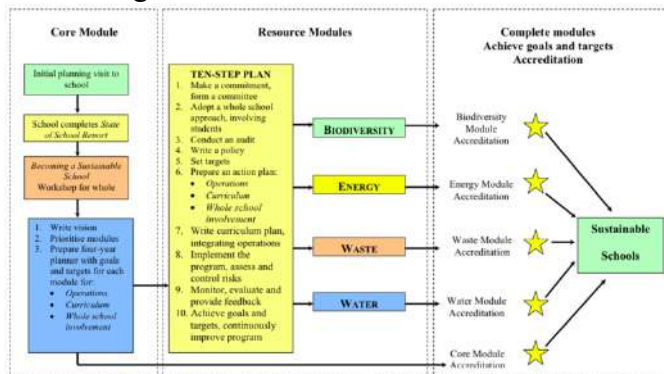 Core Module
Initial planning visit to
school
School completes State
of School Report
Becoming a Sustainable
School
Workshop for whole
1. Write vision
2. Prioritise modules
3. Prepare four-year
planner with goals
and targets for each
module for:
• Operations
• Curriculum
• Whole school
involvement
Resource Modules
TEN-STEP PLAN
1. Make a commitment,
form a committee
2. Adopt a whole school
approach, involving
students
3. Conduct an audit
4. Write a policy
5. Set targets
6. Prepare an action plan:
• Operations
• Curriculum
• Whole school
involvement
7. Write curriculum plan,
integrating operations
8. Implement the
program, assess and
control risks
9. Monitor, evaluate and
provide feedback
10. Achieve goals and
targets, continuously
improve program
BIODIVERSITY
ENERGY
WASTE
WATER
Complete modules
Achieve goals and targets
Accreditation
Biodiversity
Module
Accreditation
Energy Module
Accreditation
Waste Module
Accreditation
Water Module
Accreditation
Core Module
Accreditation
Sustainable
Schools